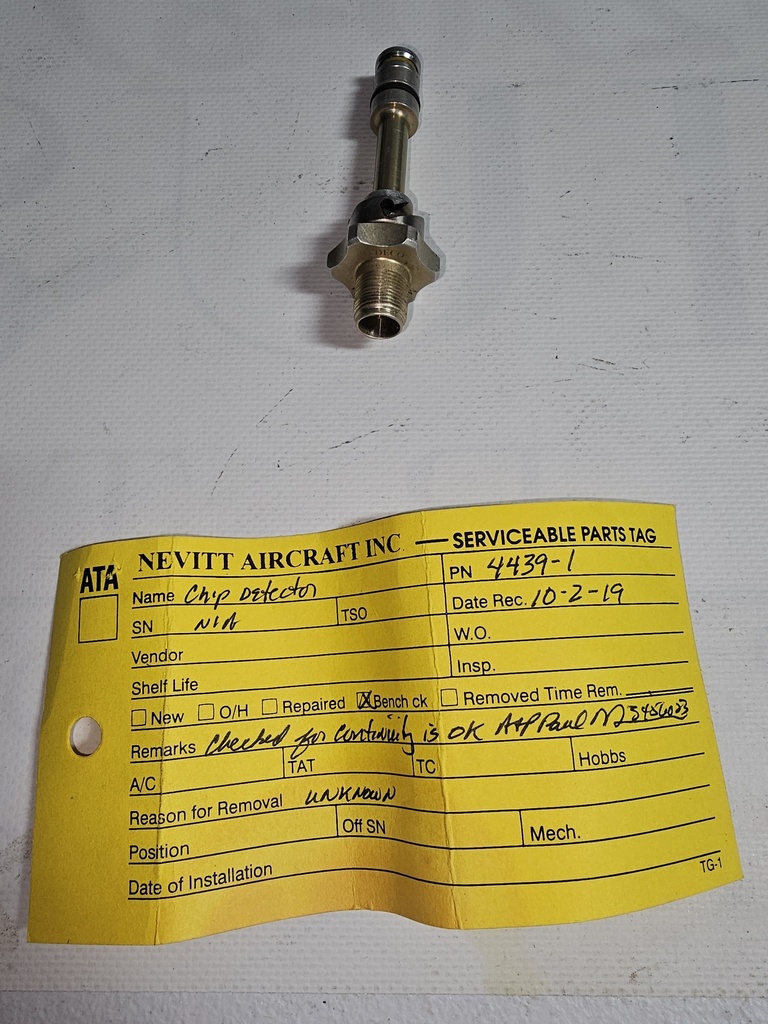 NEVITT AIRCRAFT INC — SERVICEABLE PARTS TAG
ATA
Name Chip Detector
PN 4439-1
SN N/A TSO
Date Rec. 10-2-19
Vendor
W.O.
Shelf Life
Insp.
New O/H Repaired X Bench ck Removed Time Rem.
Remarks Checked for Continuity is OK A+P Paul
A/C TAT TC Hobbs
Reason for Removal UNKNOWN
Position Off SN Mech.
Date of Installation
TG-1